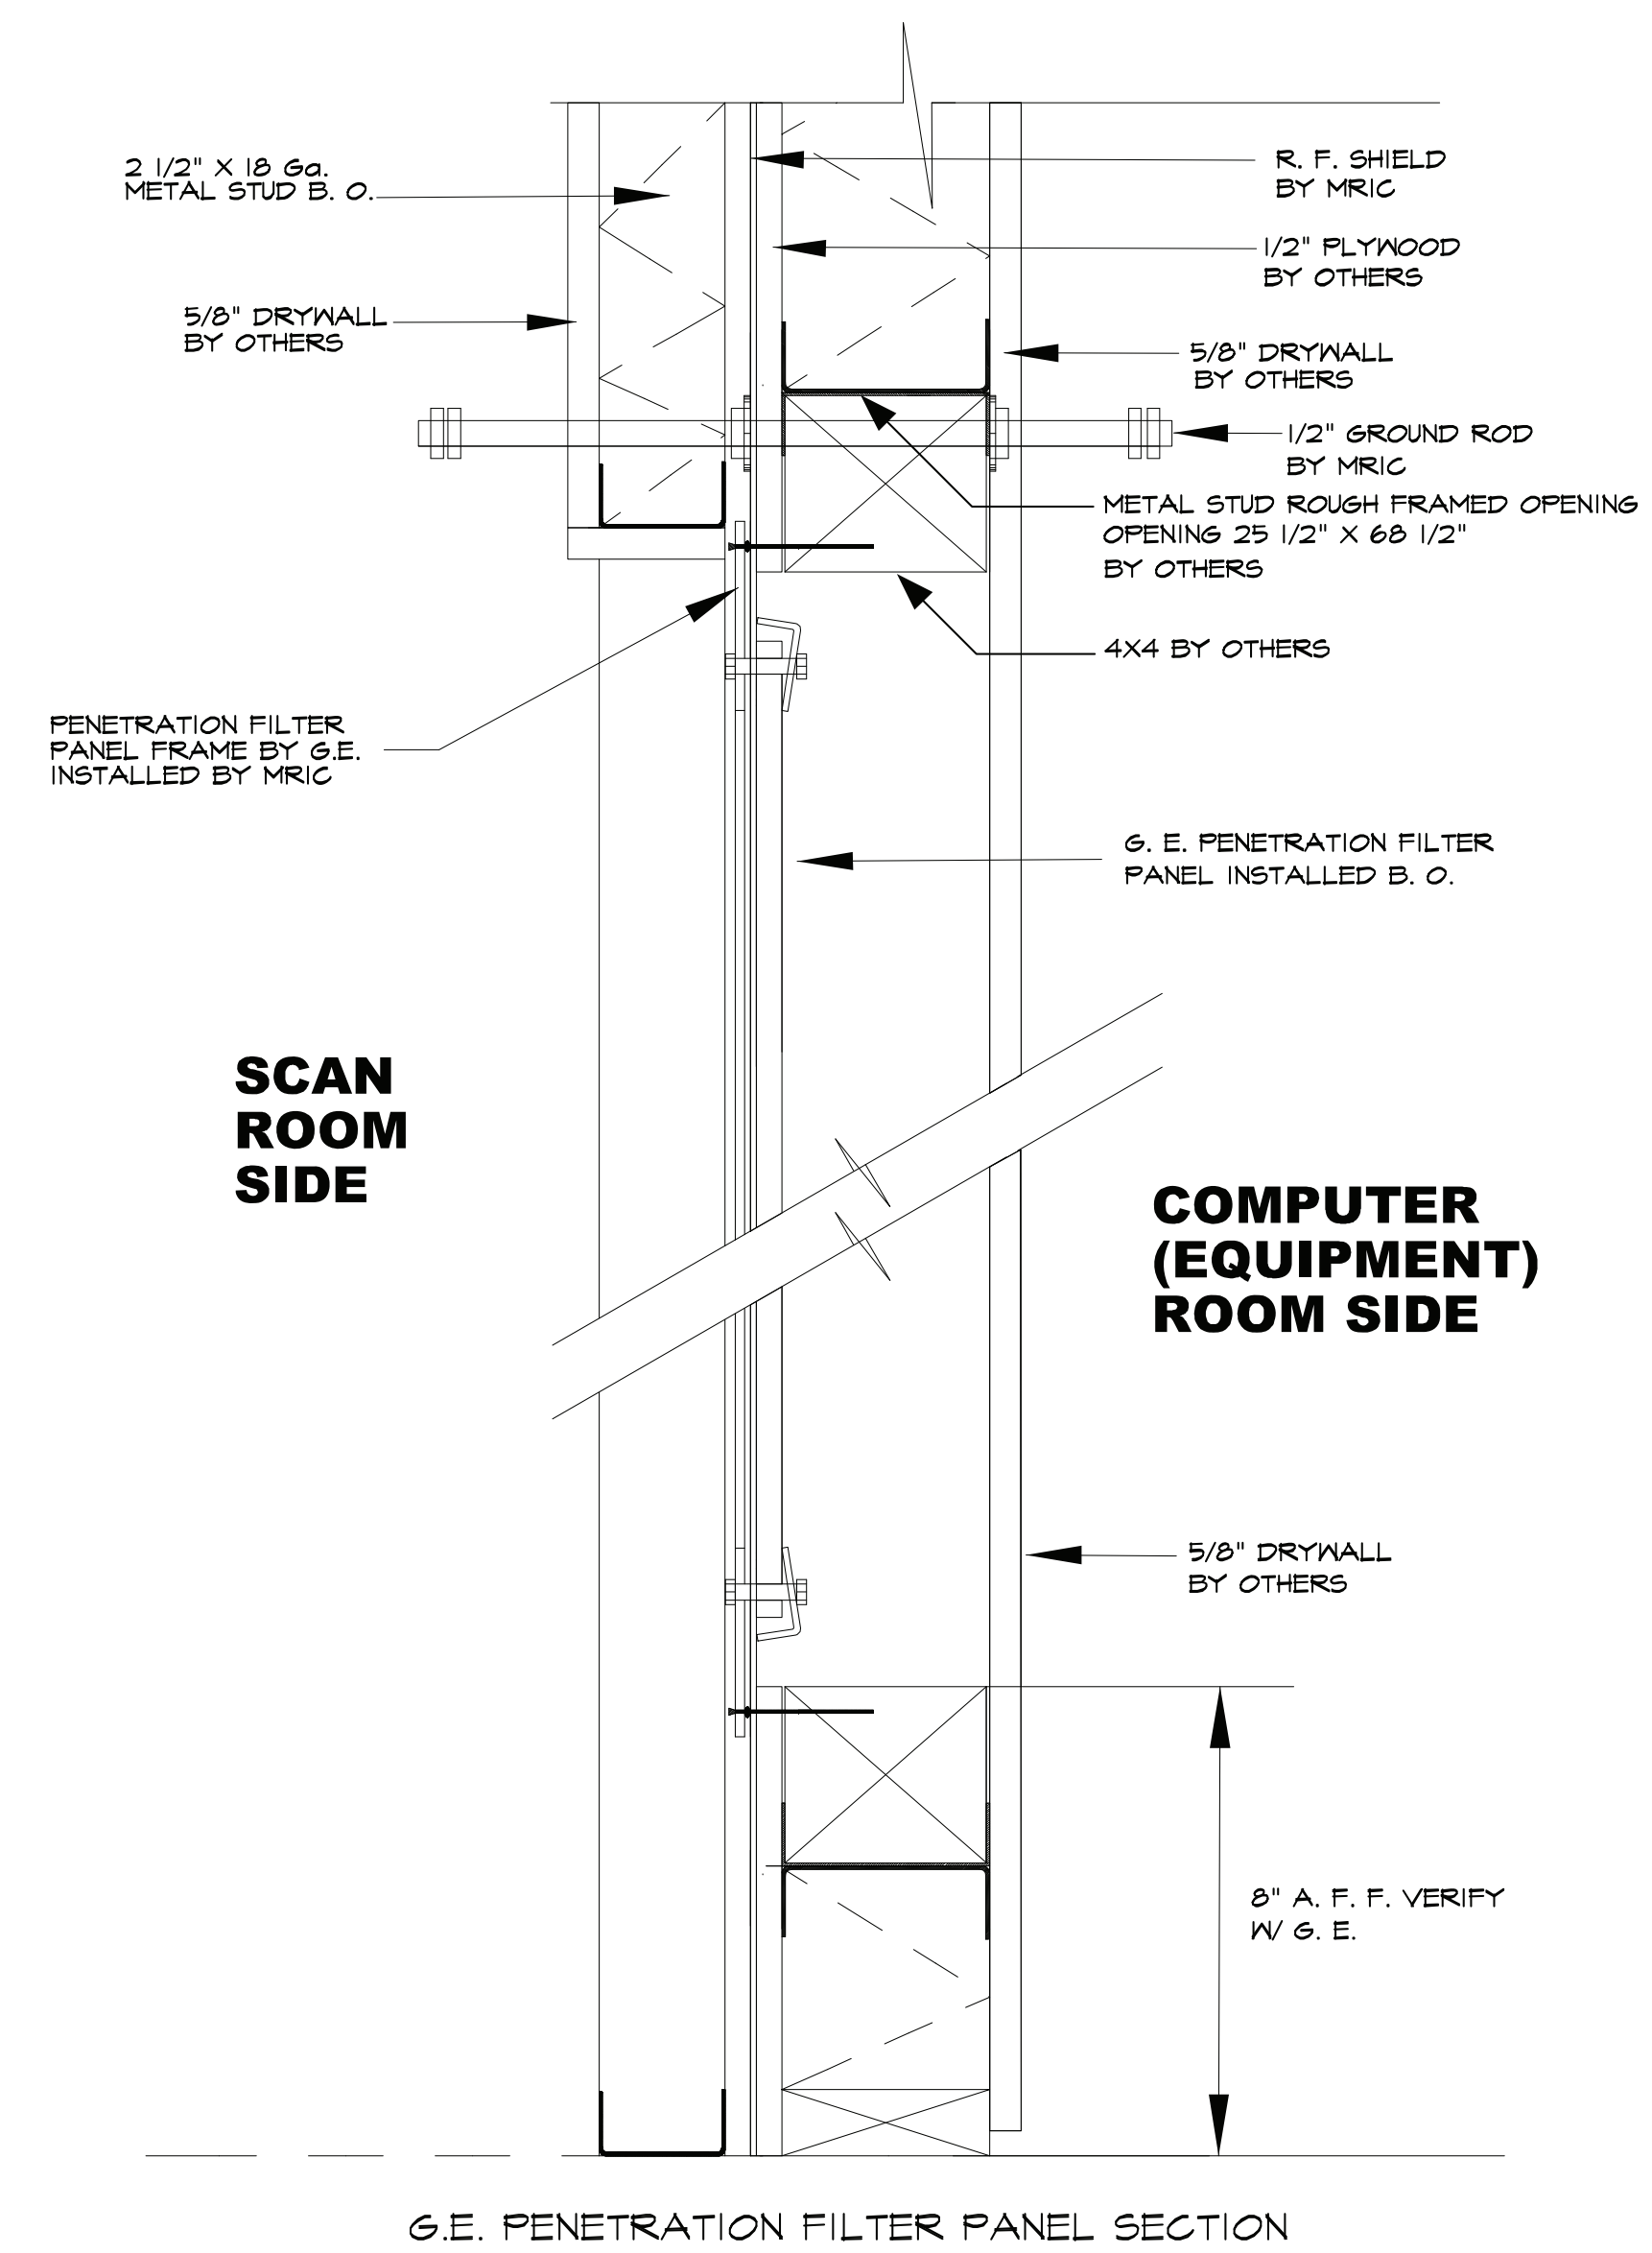 2 1/2" X 18 Ga.
METAL STUD B. O.
5/8" DRYWALL
BY OTHERS
R. F. SHIELD
BY MRIC
1/2" PLYWOOD
BY OTHERS
5/8" DRYWALL
BY OTHERS
1/2" GROUND ROD
BY MRIC
METAL STUD ROUGH FRAMED OPENING
OPENING 25 1/2" X 68 1/2"
BY OTHERS
4X4 BY OTHERS
PENETRATION FILTER
PANEL FRAME BY G.E.
INSTALLED BY MRIC
G. E. PENETRATION FILTER
PANEL INSTALLED B. O.
SCAN
ROOM
SIDE
COMPUTER
(EQUIPMENT)
ROOM SIDE
5/8" DRYWALL
BY OTHERS
8" A. F. F. VERIFY
W/ G. E.
G.E. PENETRATION FILTER PANEL SECTION